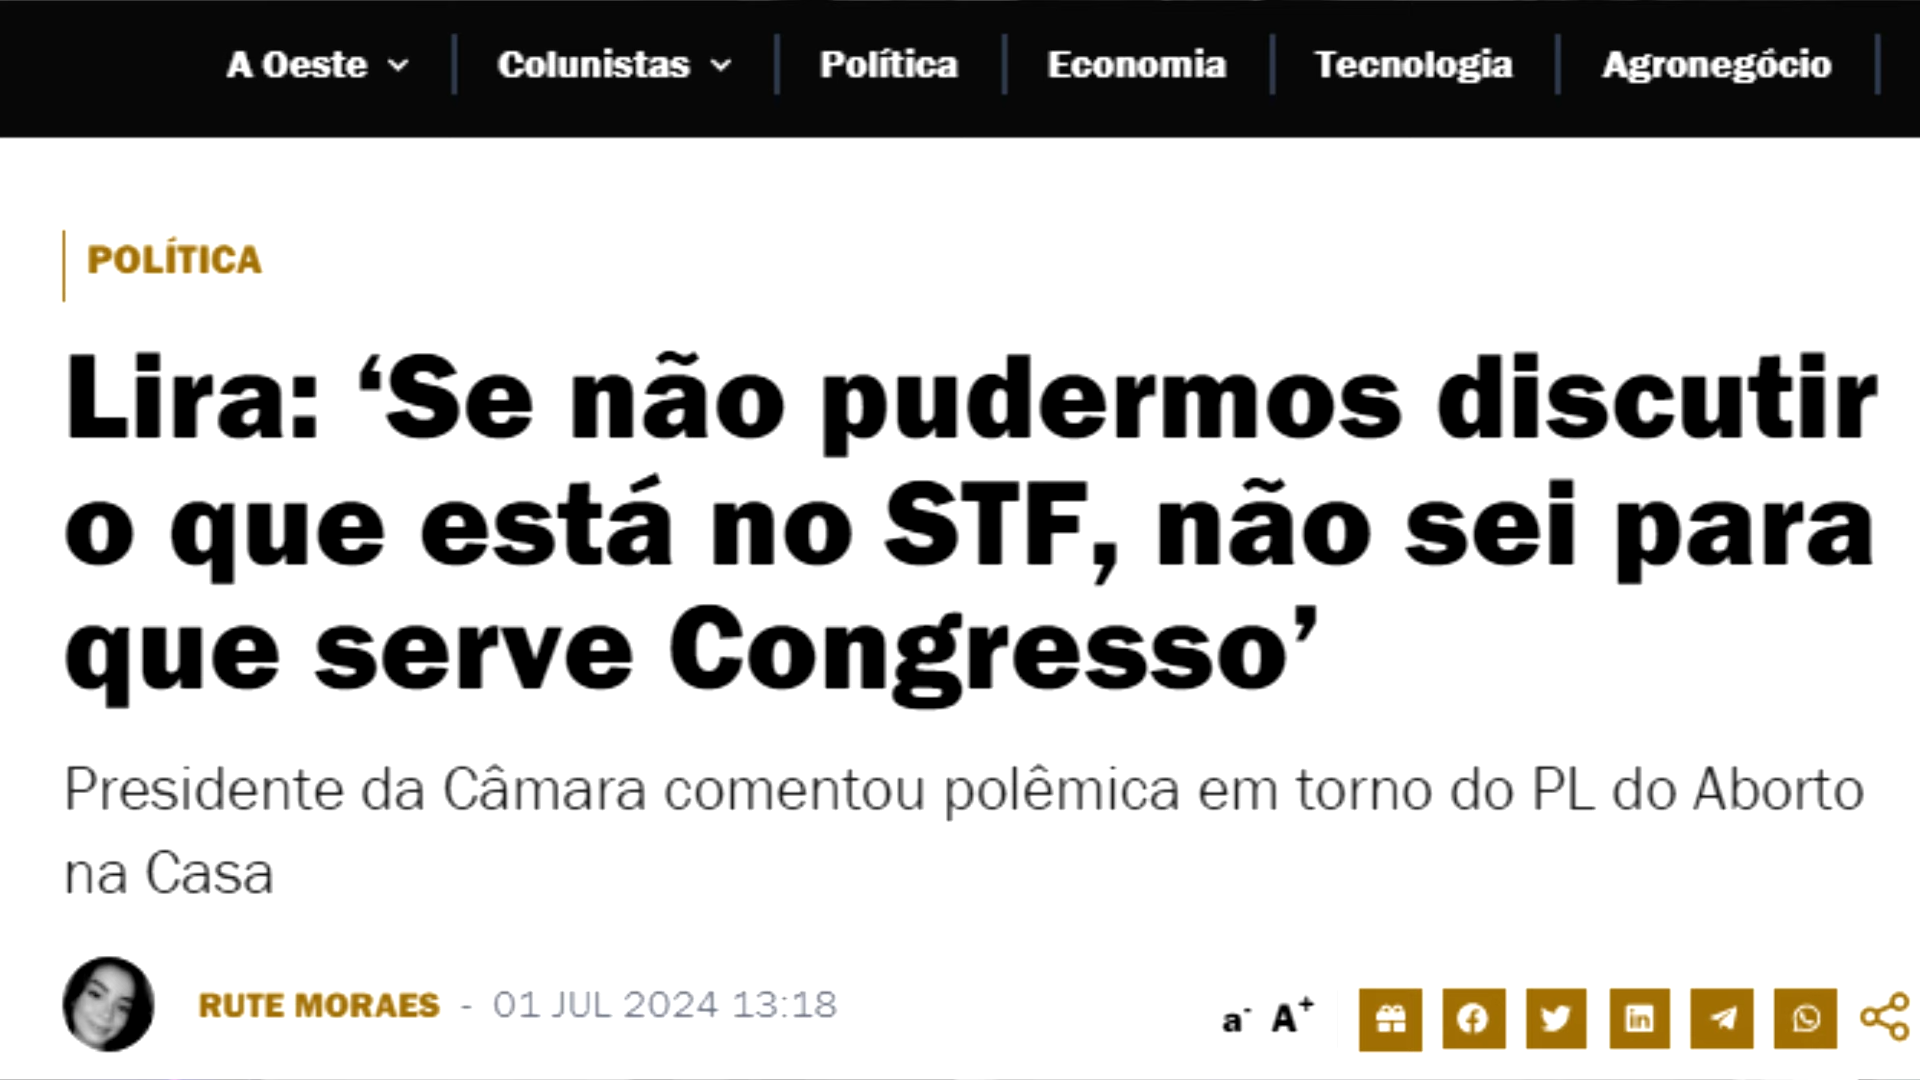 A Oeste
Colunistas
Política
Economia
Tecnologia
Agronegócio
POLÍTICA
Lira: ‘Se não pudermos discutir
o que está no STF, não sei para
que serve Congresso’
Presidente da Câmara comentou polêmica em torno do PL do Aborto
na Casa
RUTE MORAES - 01 JUL 2024 13:18
a- A+